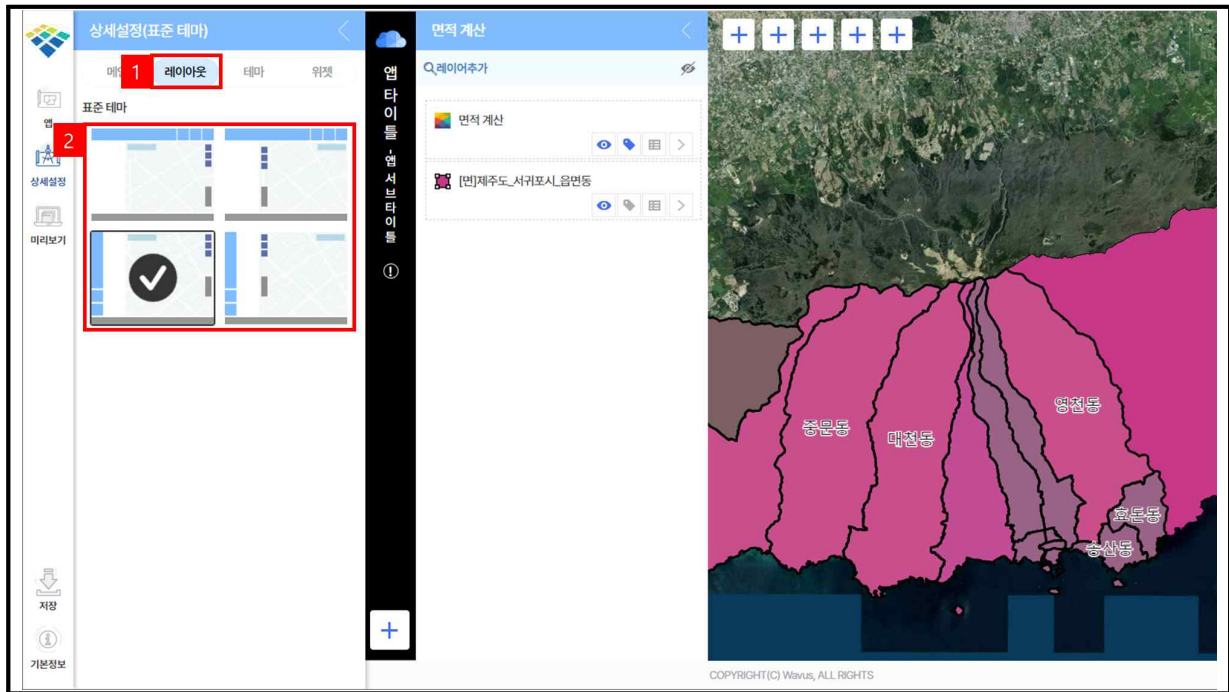 상세설정(표준 테마)
1
레이아웃
테마
위젯
표준 테마
2
앱
상세설정
미리보기
저장
기본정보
앱 타이틀 - 앱 서브타이틀
면적 계산
레이어추가
면적 계산
[면]제주도_서귀포시_읍면동
중문동
대천동
영천동
효돈동
송산동
COPYRIGHT(C) Wavus, ALL RIGHTS